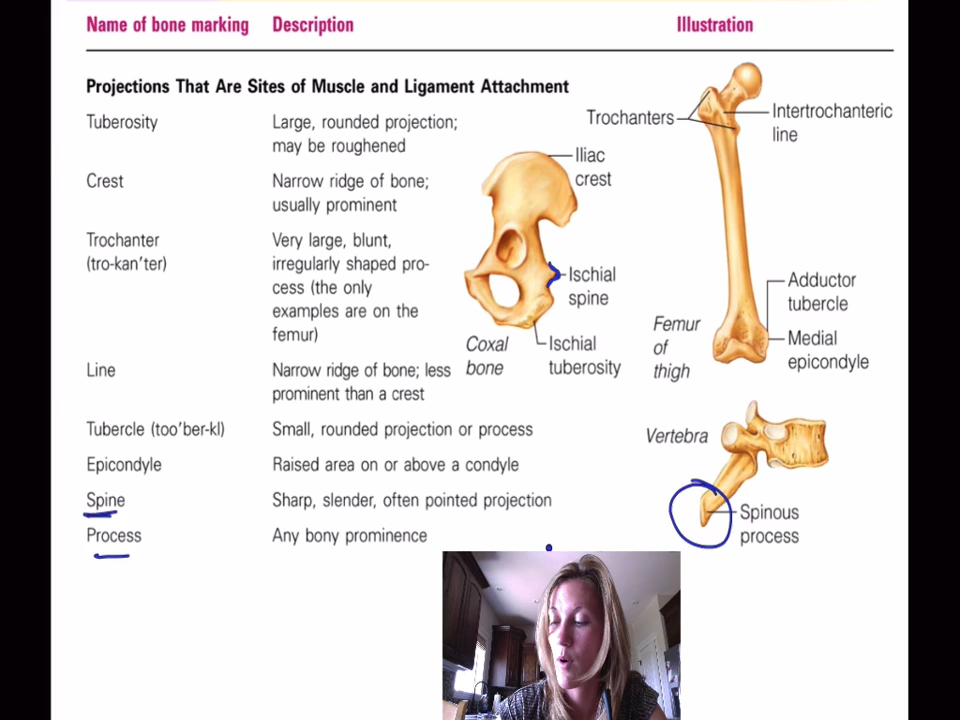 Name of bone marking Description Illustration
Projections That Are Sites of Muscle and Ligament Attachment
Tuberosity Large, rounded projection;
may be roughened
Crest Narrow ridge of bone;
usually prominent
Trochanter Very large, blunt,
(tro-kan'ter) irregularly shaped pro-
cess (the only
examples are on the
femur)
Line Narrow ridge of bone; less
prominent than a crest
Tubercle (too'ber-kl) Small, rounded projection or process
Epicondyle Raised area on or above a condyle
Spine Sharp, slender, often pointed projection
Process Any bony prominence
Iliac
crest
Ischial
spine
Ischial
tuberosity
Coxal
bone
Trochanters
Intertrochanteric
line
Adductor
tubercle
Medial
epicondyle
Femur
of
thigh
Vertebra
Spinous
process